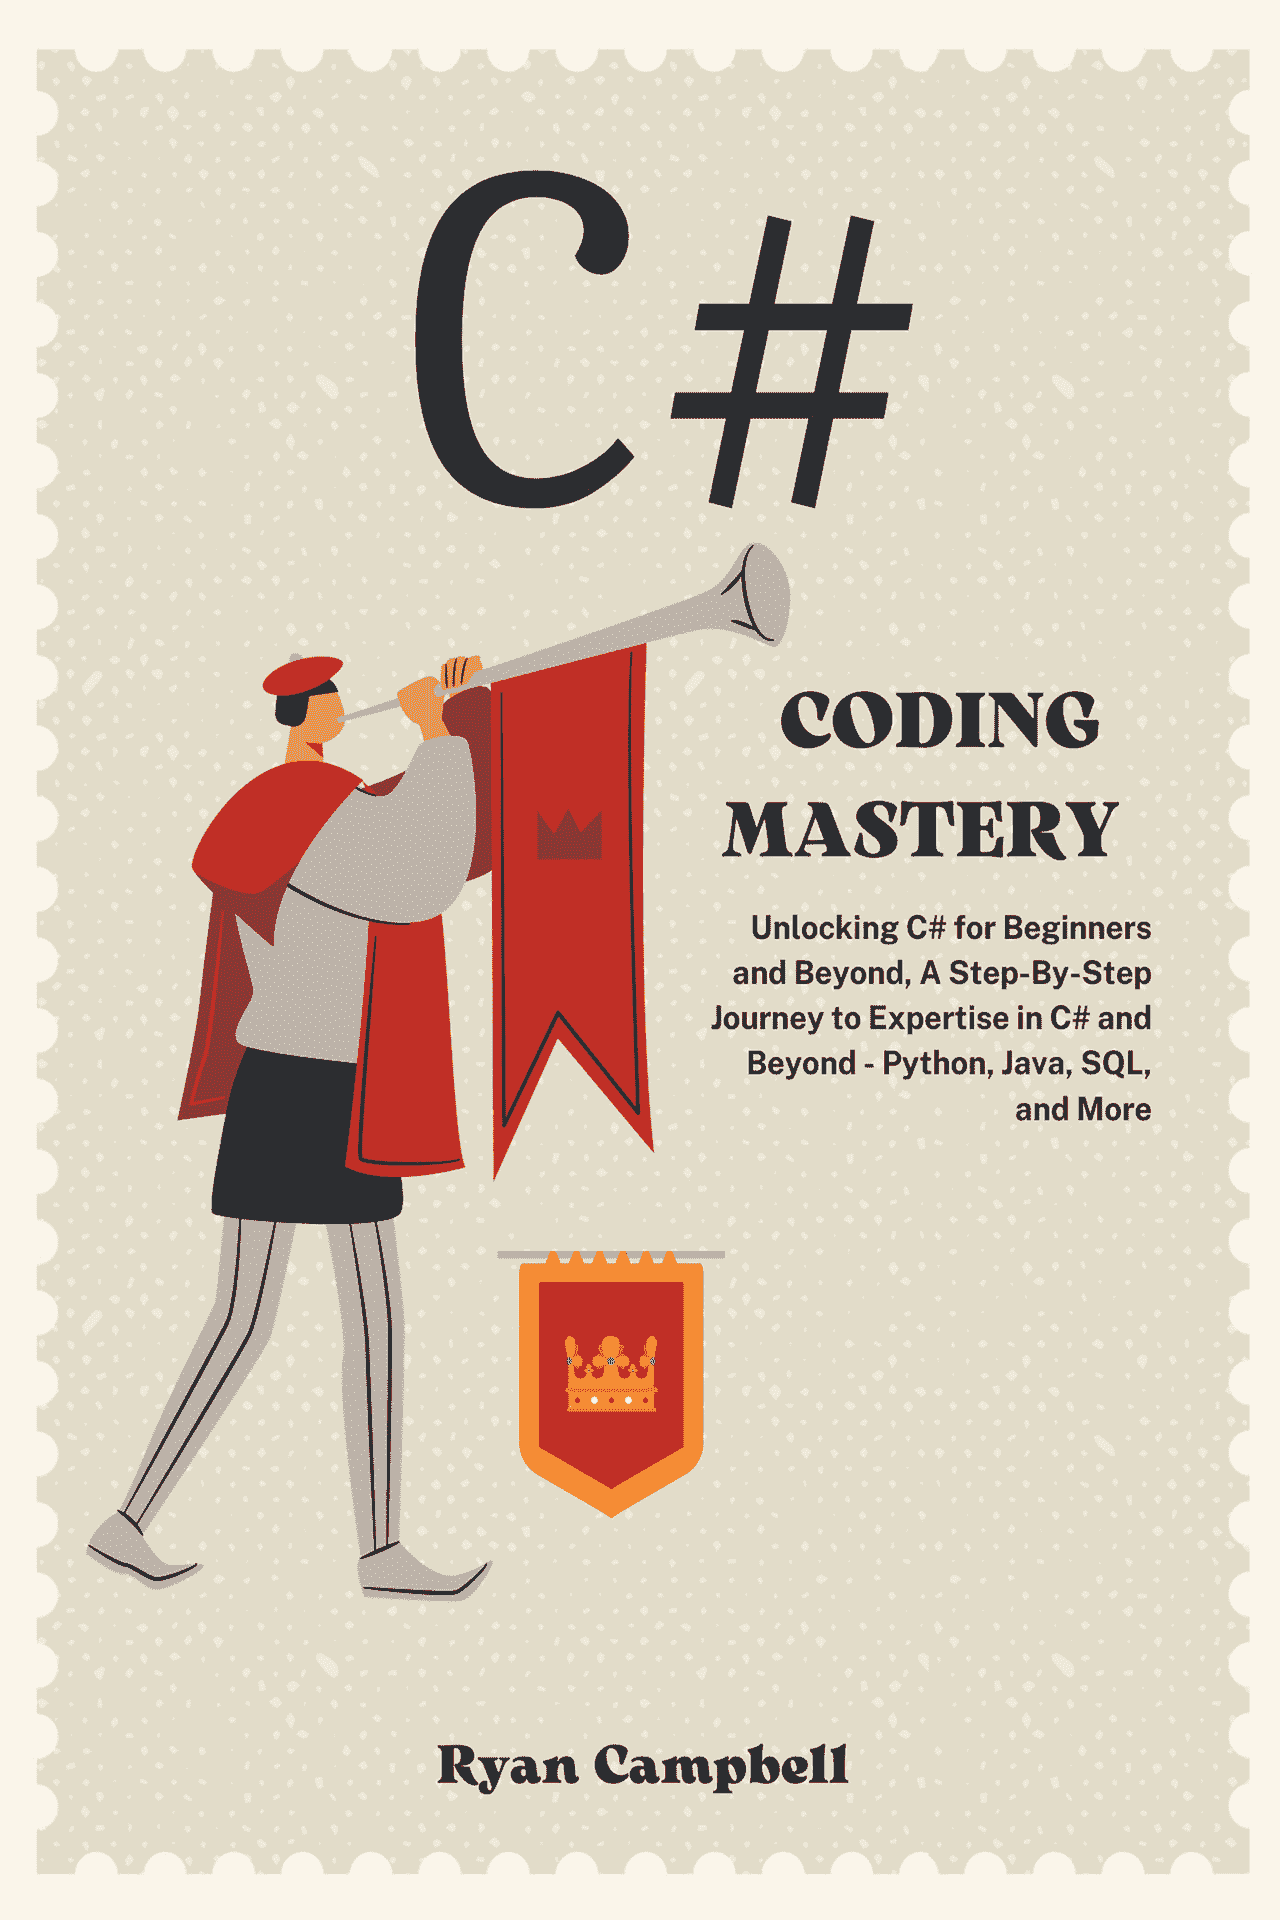 C#
CODING
MASTERY
Unlocking C# for Beginners
and Beyond, A Step-By-Step
Journey to Expertise in C# and
Beyond - Python, Java, SQL,
and More
Ryan Campbell